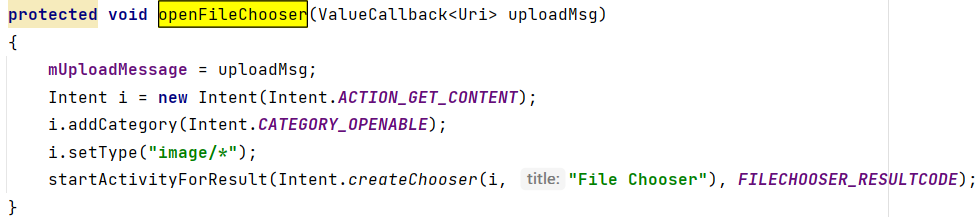 protected void openFileChooser(ValueCallback<Uri> uploadMsg)
{
mUploadMessage = uploadMsg;
Intent i = new Intent(Intent.ACTION_GET_CONTENT);
i.addCategory(Intent.CATEGORY_OPENABLE);
i.setType("image/*");
startActivityForResult(Intent.createChooser(i, title: "File Chooser"), FILECHOOSER_RESULTCODE);
}